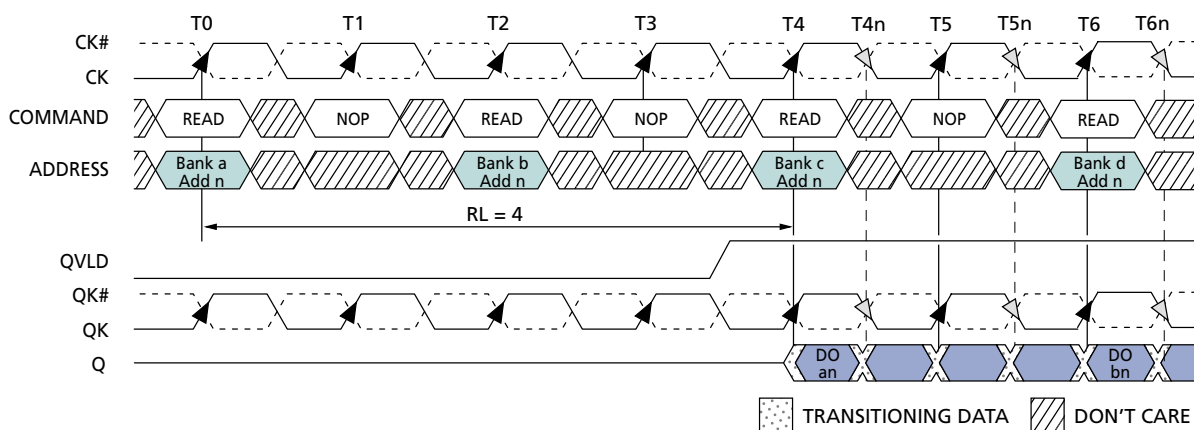 T0 T1 T2 T3 T4 T4n T5 T5n T6 T6n
CK#
CK
COMMAND READ NOP READ NOP READ NOP READ
ADDRESS Bank a Add n Bank b Add n Bank c Add n Bank d Add n
RL = 4
QVLD
QK#
QK
Q DO an DO bn
TRANSITIONING DATA DON'T CARE